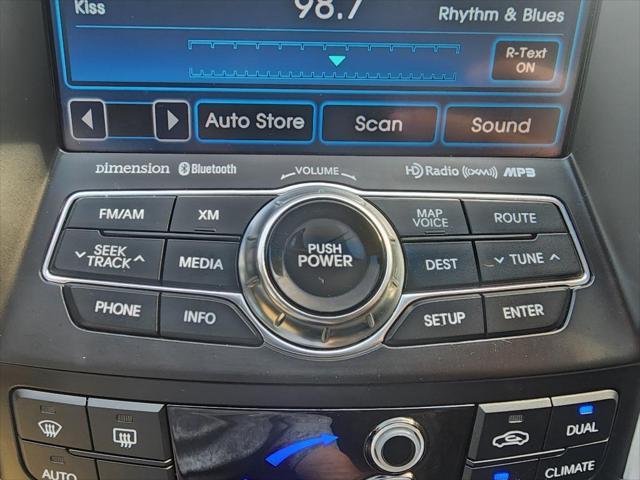 Kiss 98.7 Rhythm & Blues
R-Text
ON
Auto Store Scan Sound
Dimension Bluetooth VOLUME HD Radio ((XM)) MP3
FM/AM XM MAP VOICE ROUTE
SEEK TRACK MEDIA PUSH POWER DEST TUNE
PHONE INFO SETUP ENTER
DUAL
AUTO CLIMATE